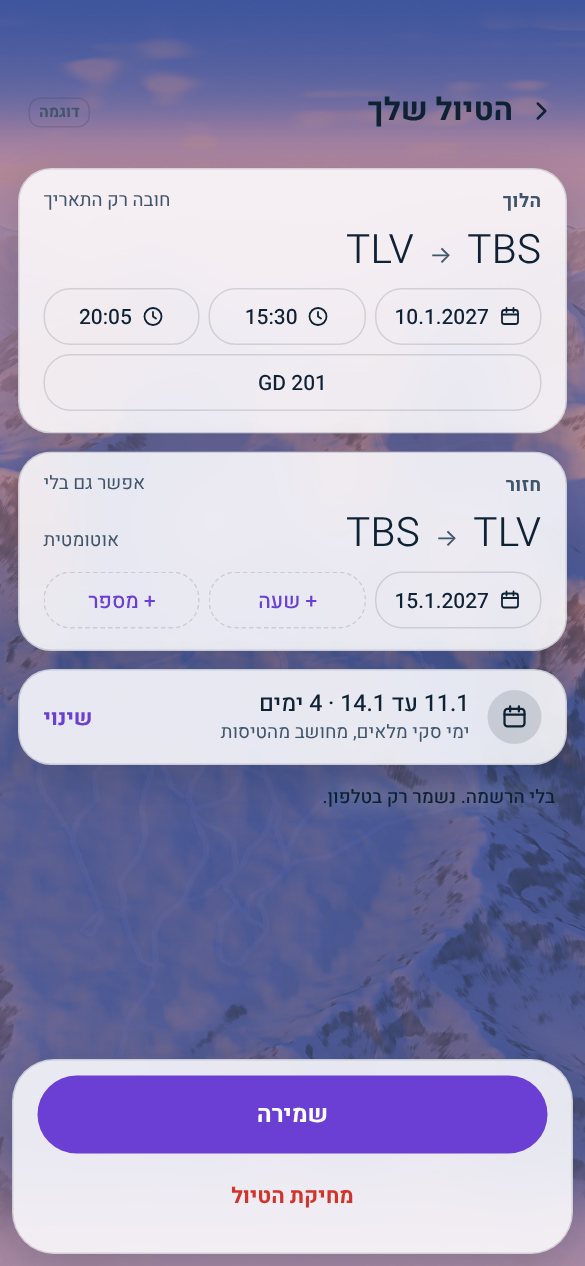 הטיול שלך
דוגמה
הלוך
חובה רק התאריך
TLV → TBS
10.1.2027
15:30
20:05
GD 201
חזור
אפשר גם בלי
TBS → TLV
אוטומטית
15.1.2027
+ שעה
+ מספר
11.1 עד 14.1 · 4 ימים
ימי סקי מלאים, מחושב מהטיסות
שינוי
בלי הרשמה. נשמר רק בטלפון.
שמירה
מחיקת הטיול